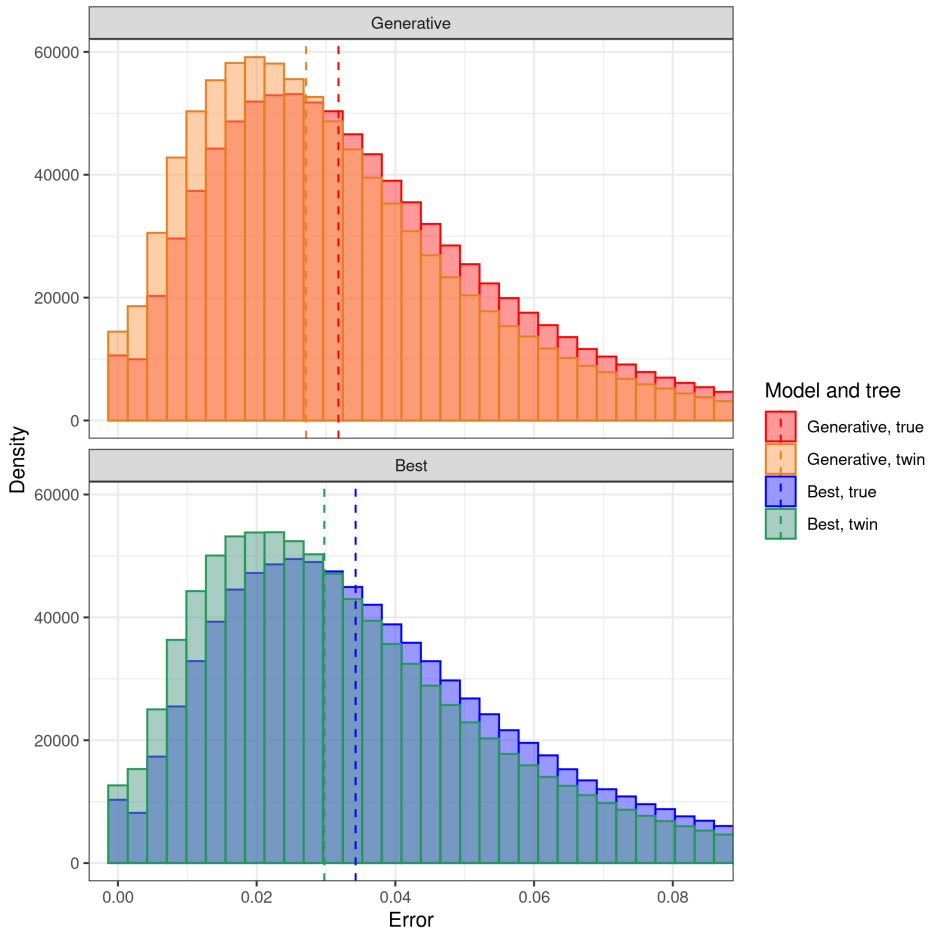 Generative
60000
40000
20000
0
Best
60000
40000
20000
0
0.00 0.02 0.04 0.06 0.08
Error
Density
Model and tree
Generative, true
Generative, twin
Best, true
Best, twin